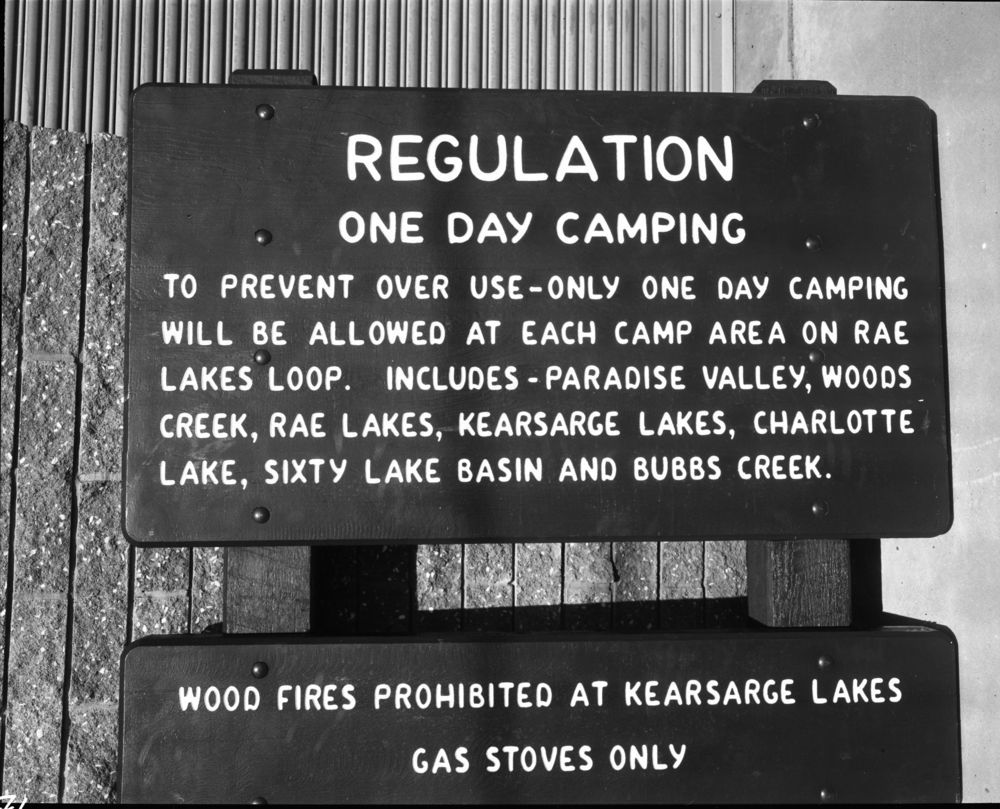 REGULATION
ONE DAY CAMPING
TO PREVENT OVER USE-ONLY ONE DAY CAMPING
WILL BE ALLOWED AT EACH CAMP AREA ON RAE
LAKES LOOP. INCLUDES-PARADISE VALLEY, WOODS
CREEK, RAE LAKES, KEARSARGE LAKES, CHARLOTTE
LAKE, SIXTY LAKE BASIN AND BUBBS CREEK.
WOOD FIRES PROHIBITED AT KEARSARGE LAKES
GAS STOVES ONLY